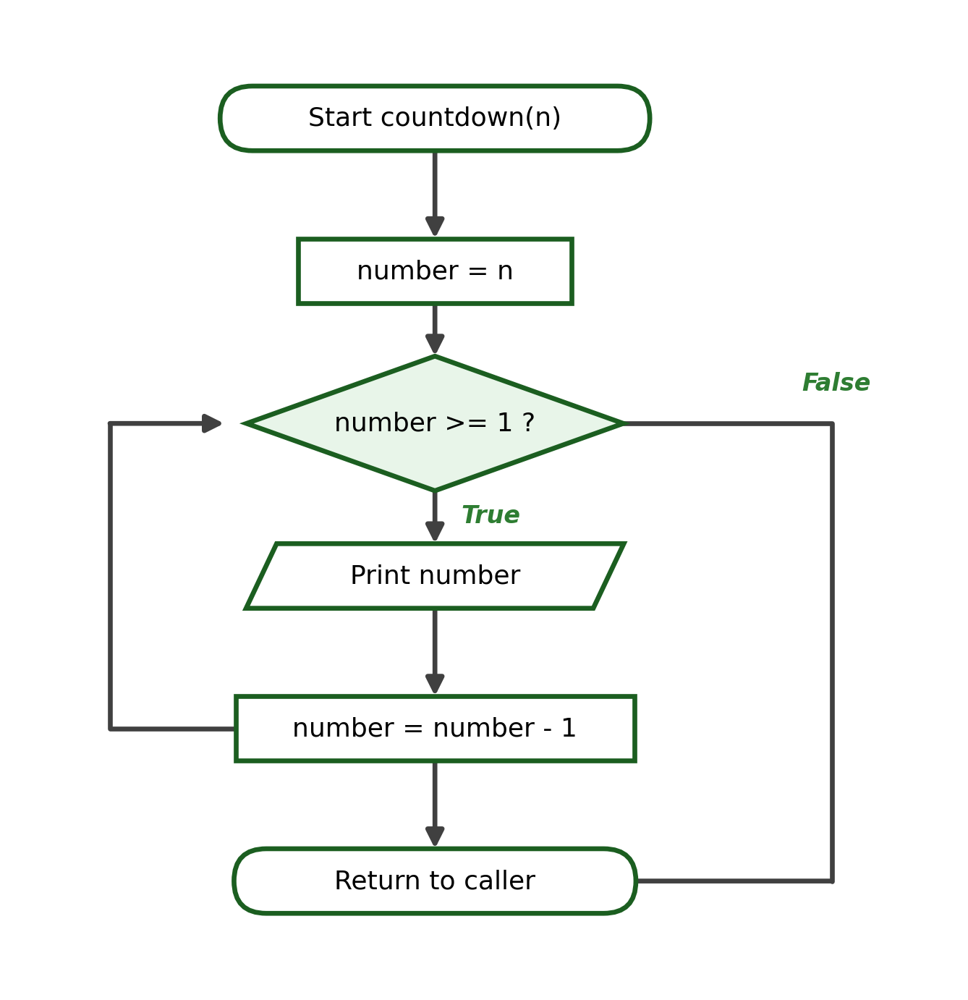 Start countdown(n)
number = n
number >= 1 ?
False
True
Print number
number = number - 1
Return to caller